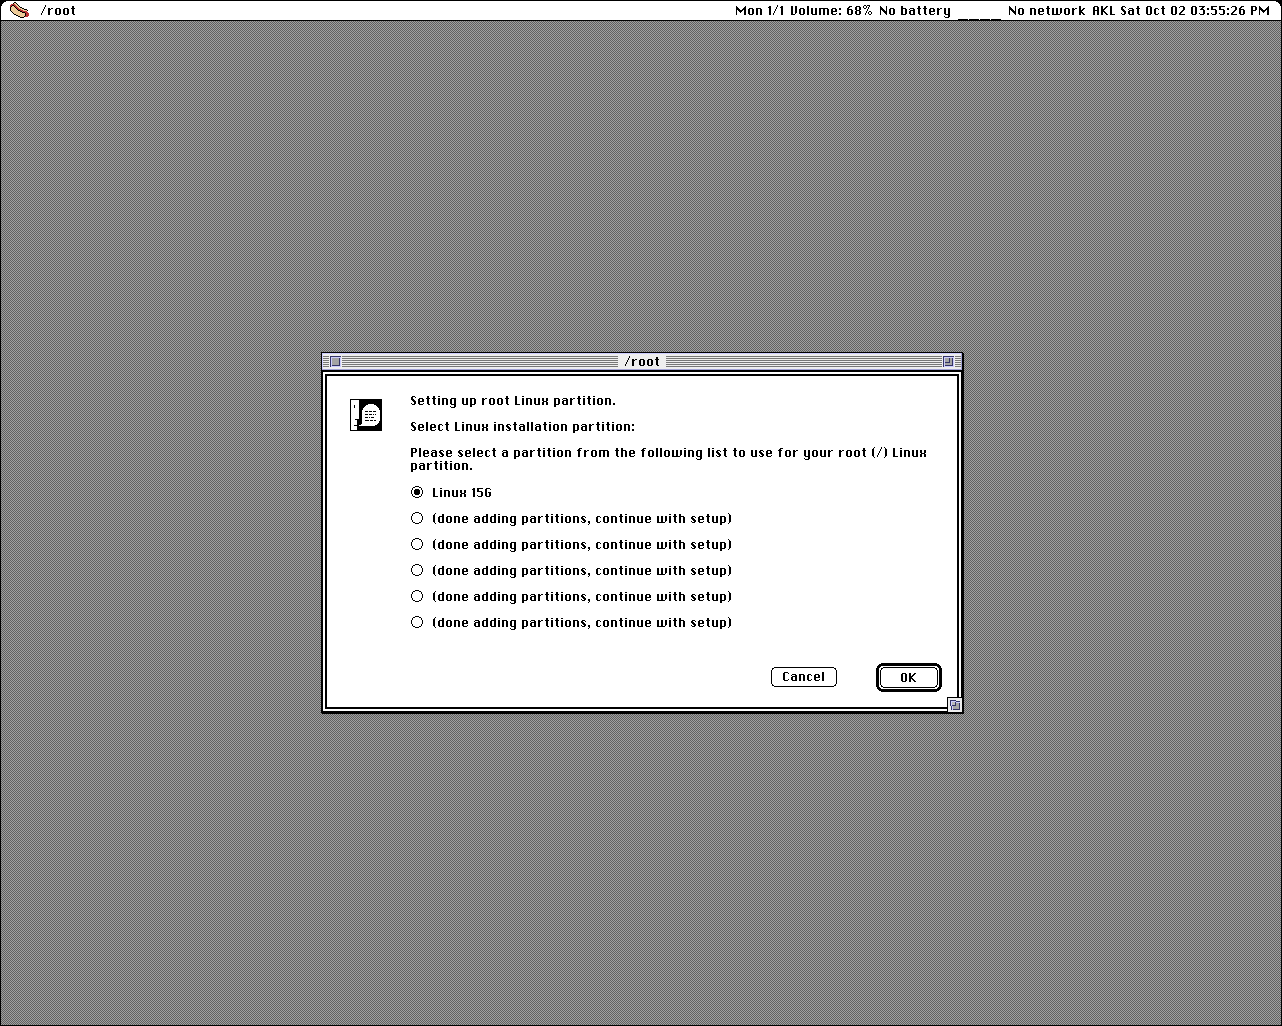 /root
Mon 1/1 Volume: 68% No battery ____ No network AKL Sat Oct 02 03:55:26 PM
/root
Setting up root Linux partition.
Select Linux installation partition:
Please select a partition from the following list to use for your root (/) Linux
partition.
Linux 15G
(done adding partitions, continue with setup)
(done adding partitions, continue with setup)
(done adding partitions, continue with setup)
(done adding partitions, continue with setup)
(done adding partitions, continue with setup)
Cancel
OK